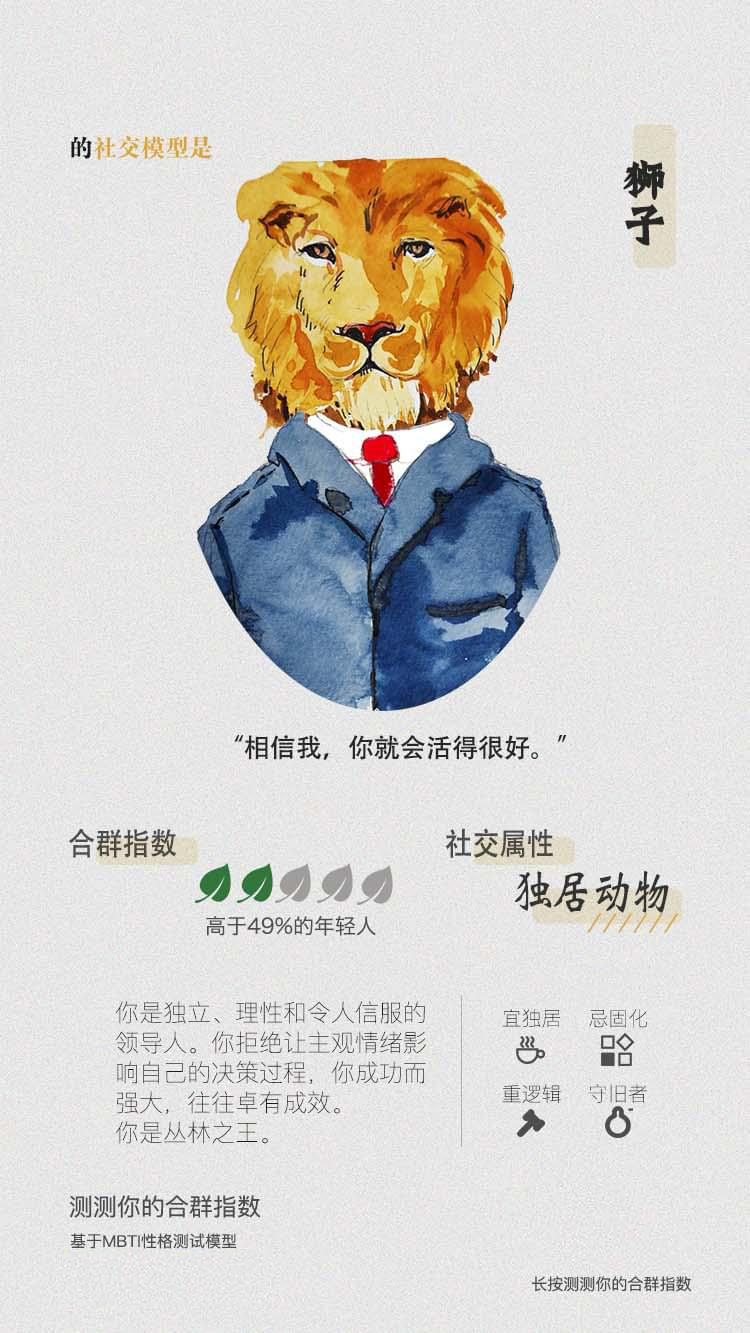 的社交模型是
狮子
“相信我，你就会活得很好。”
合群指数
高于49%的年轻人
社交属性
独居动物
你是独立、理性和令人信服的
领导人。你拒绝让主观情绪影
响自己的决策过程，你成功而
强大，往往卓有成效。
你是丛林之王。
宜独居 忌固化
重逻辑 守旧者
测测你的合群指数
基于MBTI性格测试模型
长按测测你的合群指数